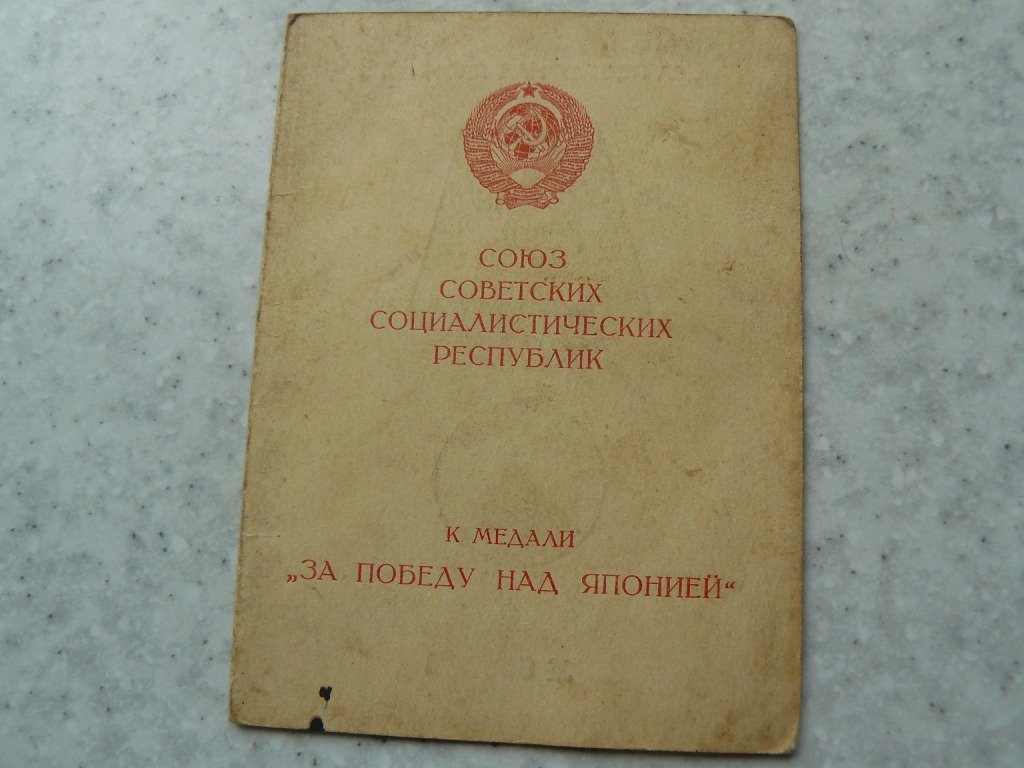 СОЮЗ
СОВЕТСКИХ
СОЦИАЛИСТИЧЕСКИХ
РЕСПУБЛИК
К МЕДАЛИ
„ЗА ПОБЕДУ НАД ЯПОНИЕЙ“